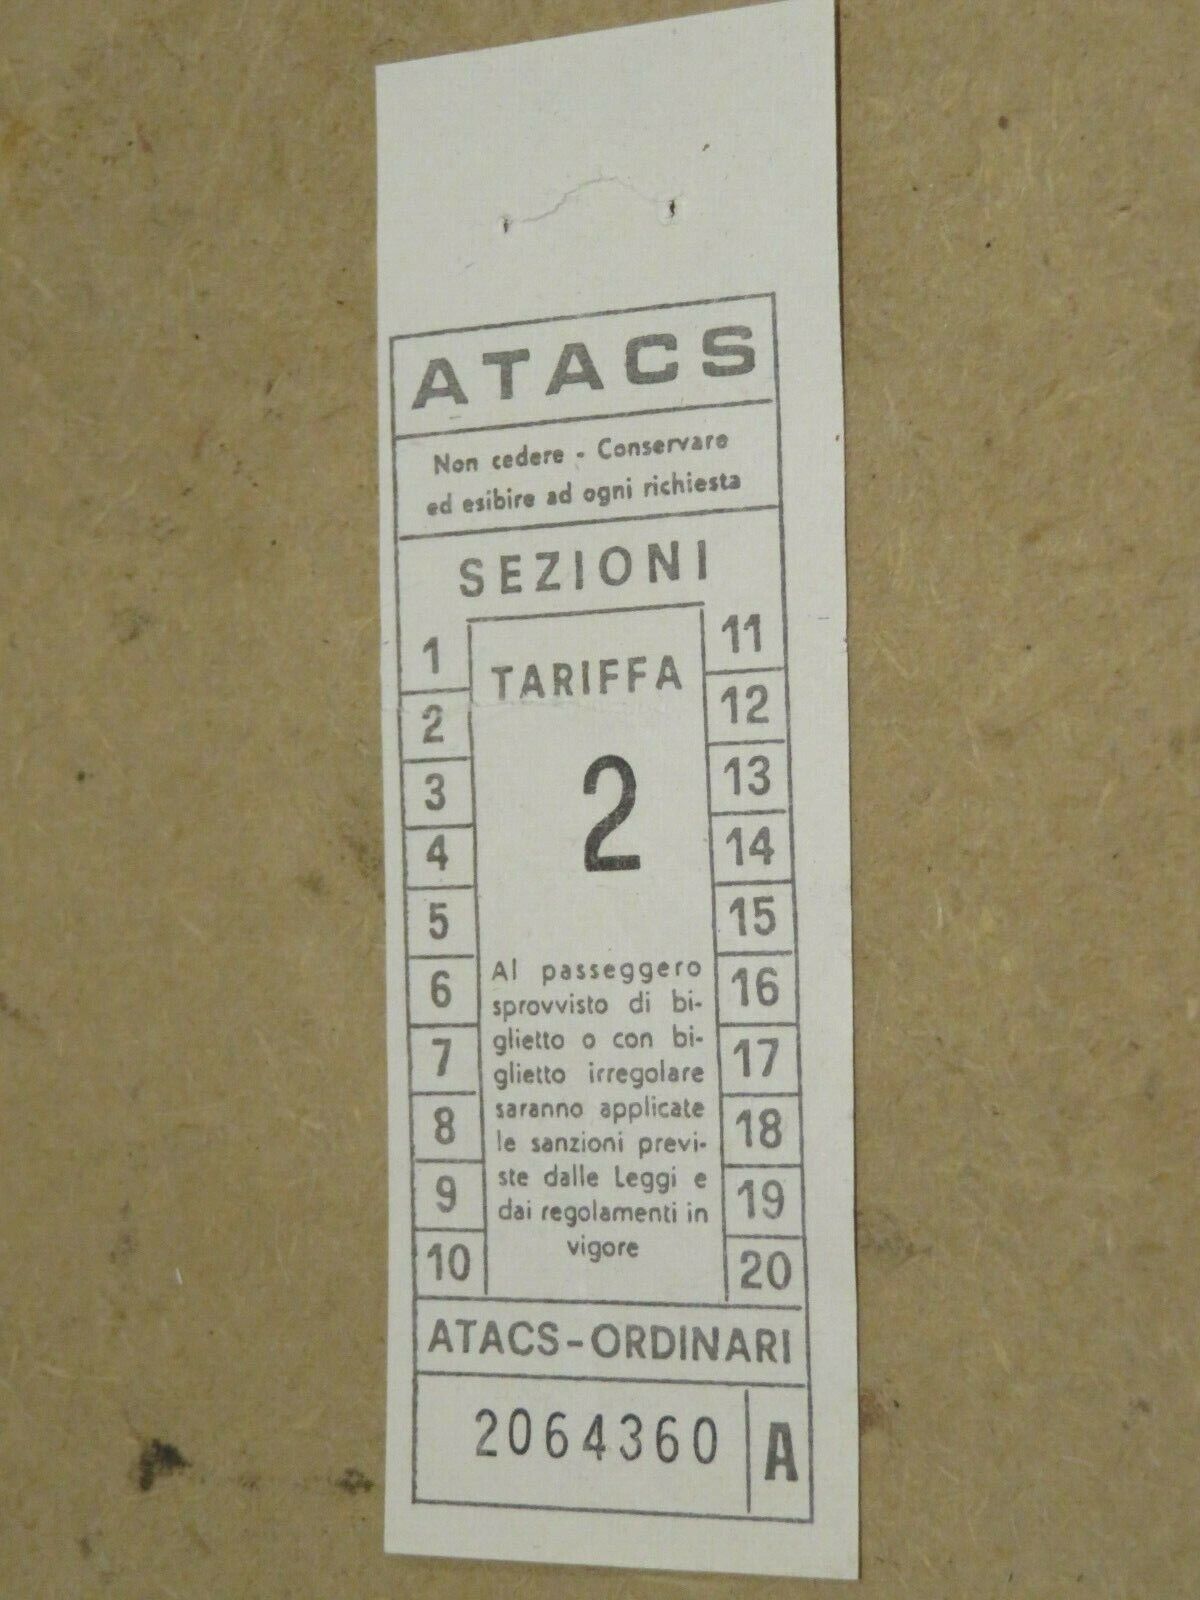 ATACS
Non cedere - Conservare
ed esibire ad ogni richiesta
SEZIONI
1
2
3
4
5
6
7
8
9
10
TARIFFA
2
Al passeggero
sprovvisto di bi-
glietto o con bi-
glietto irregolare
saranno applicate
le sanzioni previ-
ste dalle Leggi e
dai regolamenti in
vigore
11
12
13
14
15
16
17
18
19
20
ATACS-ORDINARI
2064360 A